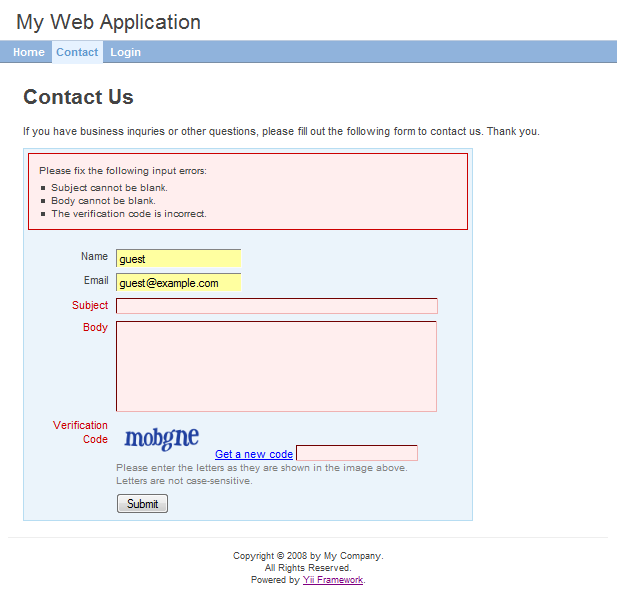 My Web Application
Home Contact Login
Contact Us
If you have business inquries or other questions, please fill out the following form to contact us. Thank you.
Please fix the following input errors:
Subject cannot be blank.
Body cannot be blank.
The verification code is incorrect.
Name guest
Email guest@example.com
Subject
Body
Verification
Code
mobgne
Get a new code
Please enter the letters as they are shown in the image above.
Letters are not case-sensitive.
Submit
Copyright © 2008 by My Company.
All Rights Reserved.
Powered by Yii Framework.